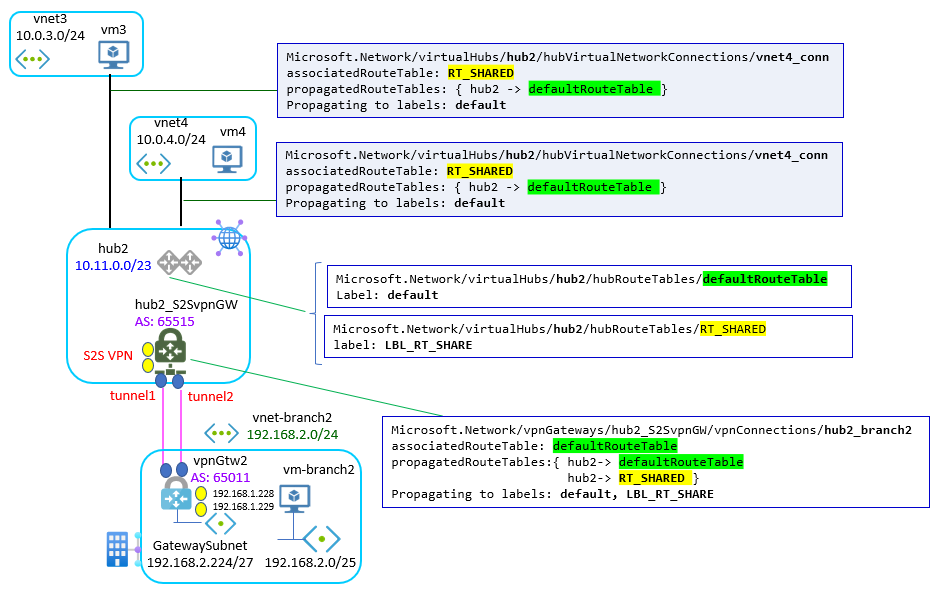 vnet3
10.0.3.0/24
vm3
Microsoft.Network/virtualHubs/hub2/hubVirtualNetworkConnections/vnet4_conn
associatedRouteTable: RT_SHARED
propagatedRouteTables: { hub2 -> defaultRouteTable }
Propagating to labels: default
vnet4
10.0.4.0/24
vm4
Microsoft.Network/virtualHubs/hub2/hubVirtualNetworkConnections/vnet4_conn
associatedRouteTable: RT_SHARED
propagatedRouteTables: { hub2 -> defaultRouteTable }
Propagating to labels: default
hub2
10.11.0.0/23
Microsoft.Network/virtualHubs/hub2/hubRouteTables/defaultRouteTable
Label: default
Microsoft.Network/virtualHubs/hub2/hubRouteTables/RT_SHARED
label: LBL_RT_SHARE
hub2_S2SvpnGW
AS: 65515
S2S VPN
tunnel1
tunnel2
Microsoft.Network/vpnGateways/hub2_S2SvpnGW/vpnConnections/hub2_branch2
associatedRouteTable: defaultRouteTable
propagatedRouteTables:{ hub2-> defaultRouteTable
hub2-> RT_SHARED }
Propagating to labels: default, LBL_RT_SHARE
vnet-branch2
192.168.2.0/24
vpnGtw2
AS: 65011
192.168.1.228
192.168.1.229
vm-branch2
GatewaySubnet
192.168.2.224/27
192.168.2.0/25